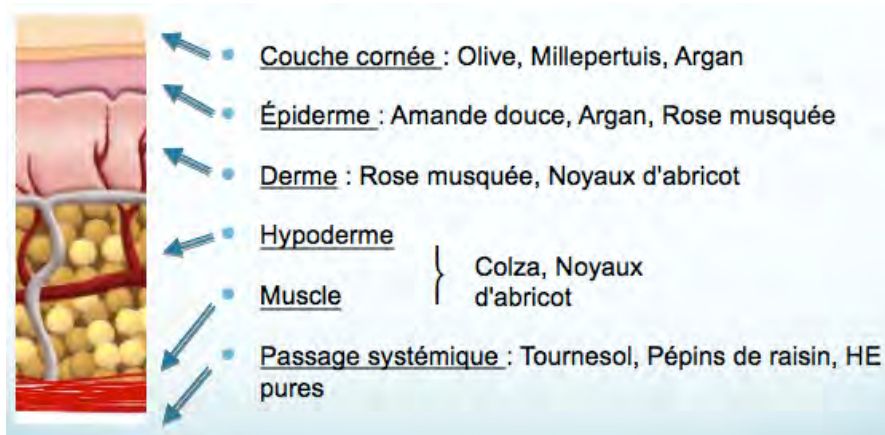 Couche cornée : Olive, Millepertuis, Argan
Épiderme : Amande douce, Argan, Rose musquée
Derme : Rose musquée, Noyaux d'abricot
Hypoderme
Muscle
Colza, Noyaux
d'abricot
Passage systémique : Tournesol, Pépins de raisin, HE
pures